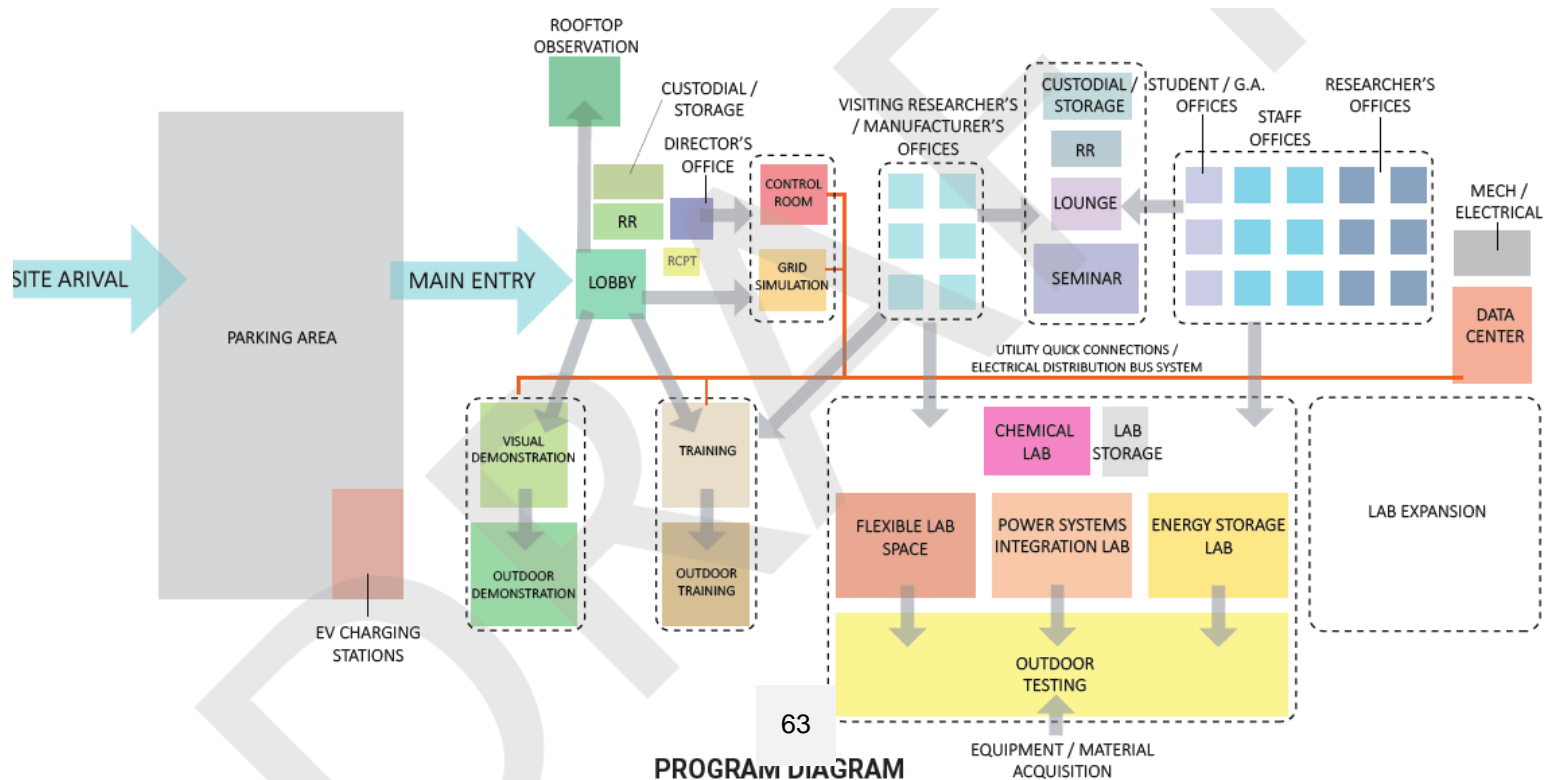 ROOFTOP
OBSERVATION
CUSTODIAL /
STORAGE
DIRECTOR'S
OFFICE
VISITING RESEARCHER'S
/ MANUFACTURER'S
OFFICES
CUSTODIAL /
STORAGE
STUDENT / G.A.
OFFICES
STAFF
OFFICES
RESEARCHER'S
OFFICES
MECH /
ELECTRICAL
RR
RCPT
CONTROL
ROOM
GRID
SIMULATION
RR
LOUNGE
SEMINAR
SITE ARIVAL
PARKING AREA
MAIN ENTRY
LOBBY
DATA
CENTER
UTILITY QUICK CONNECTIONS /
ELECTRICAL DISTRIBUTION BUS SYSTEM
VISUAL
DEMONSTRATION
TRAINING
CHEMICAL
LAB
LAB
STORAGE
OUTDOOR
DEMONSTRATION
OUTDOOR
TRAINING
FLEXIBLE LAB
SPACE
POWER SYSTEMS
INTEGRATION LAB
ENERGY STORAGE
LAB
LAB EXPANSION
EV CHARGING
STATIONS
OUTDOOR
TESTING
63
EQUIPMENT / MATERIAL
ACQUISITION
PROGRAM DIAGRAM
DRAFT